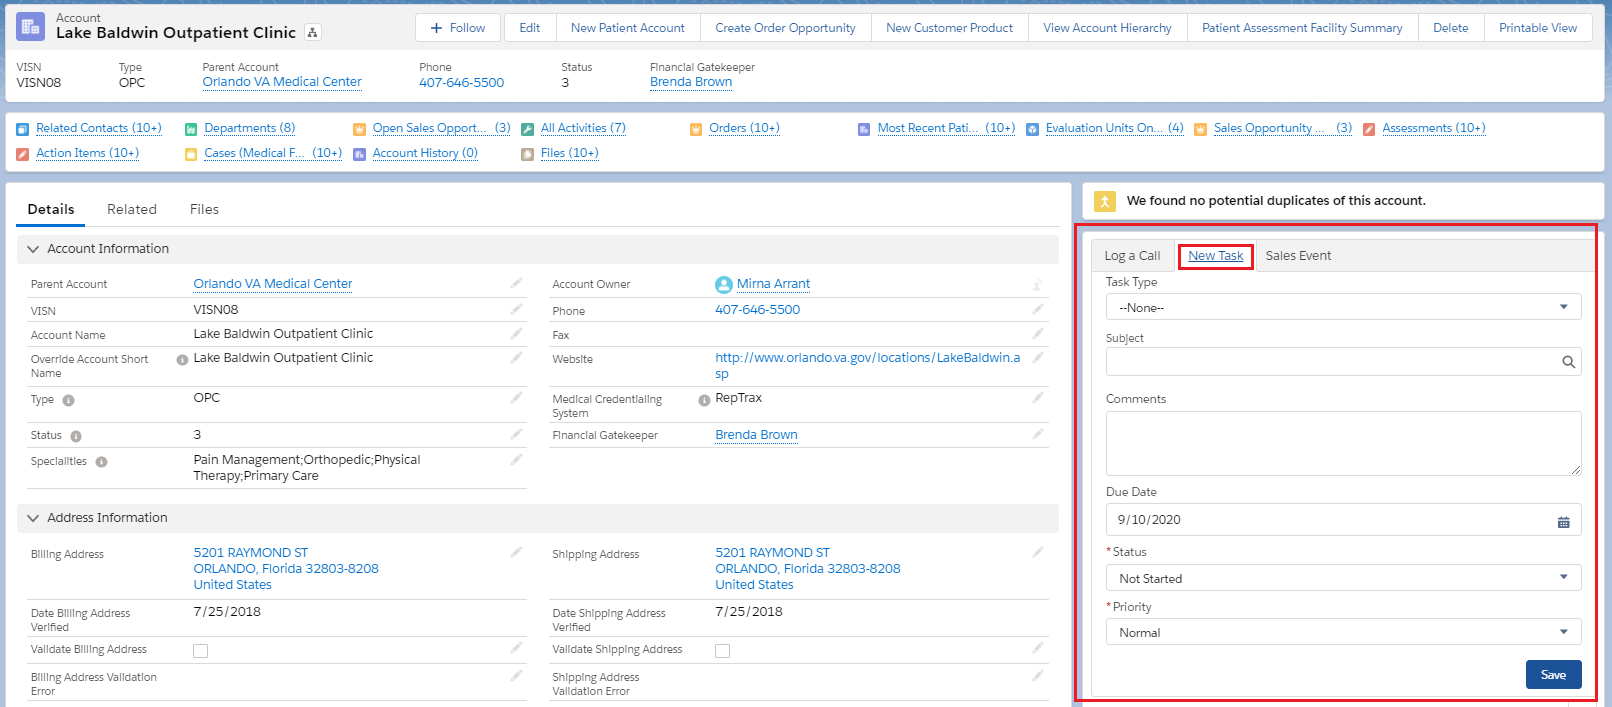 Account
Lake Baldwin Outpatient Clinic
Follow
Edit
New Patient Account
Create Order Opportunity
New Customer Product
View Account Hierarchy
Patient Assessment Facility Summary
Delete
Printable View
VISN
Type
Parent Account
Phone
Status
Financial Gatekeeper
VISN08
OPC
Orlando VA Medical Center
407-646-5500
3
Brenda Brown
Related Contacts (10+)
Departments (8)
Open Sales Opport... (3)
All Activities (7)
Orders (10+)
Most Recent Pati... (10+)
Evaluation Units On... (4)
Sales Opportunity ... (3)
Assessments (10+)
Action Items (10+)
Cases (Medical F... (10+)
Account History (0)
Files (10+)
Details
Related
Files
Account Information
Parent Account
Orlando VA Medical Center
VISN
VISN08
Account Name
Lake Baldwin Outpatient Clinic
Override Account Short
Name
Lake Baldwin Outpatient Clinic
Type
OPC
Status
3
Specialities
Pain Management;Orthopedic;Physical
Therapy;Primary Care
Account Owner
Mirna Arrant
Phone
407-646-5500
Fax
Website
http://www.orlando.va.gov/locations/LakeBaldwin.a
sp
Medical Credentialing
System
RepTrax
Financial Gatekeeper
Brenda Brown
Address Information
Billing Address
5201 RAYMOND ST
ORLANDO, Florida 32803-8208
United States
Date Billing Address
Verified
7/25/2018
Validate Billing Address
Billing Address Validation
Error
Shipping Address
5201 RAYMOND ST
ORLANDO, Florida 32803-8208
United States
Date Shipping Address
Verified
7/25/2018
Validate Shipping Address
Shipping Address
Validation Error
We found no potential duplicates of this account.
Log a Call
New Task
Sales Event
Task Type
--None--
Subject
Comments
Due Date
9/10/2020
*Status
Not Started
*Priority
Normal
Save